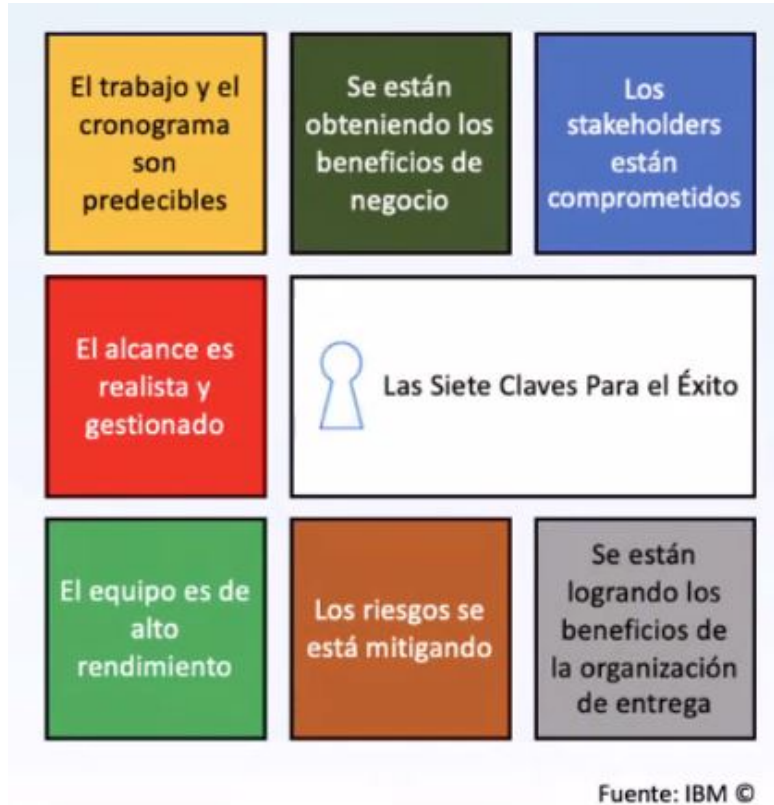 El trabajo y el
cronograma
son
predecibles
Se están
obteniendo los
beneficios de
negocio
Los
stakeholders
están
comprometidos
El alcance es
realista y
gestionado
Las Siete Claves Para el Éxito
El equipo es de
alto
rendimiento
Los riesgos se
está mitigando
Se están
logrando los
beneficios de
la organización
de entrega
Fuente: IBM ©